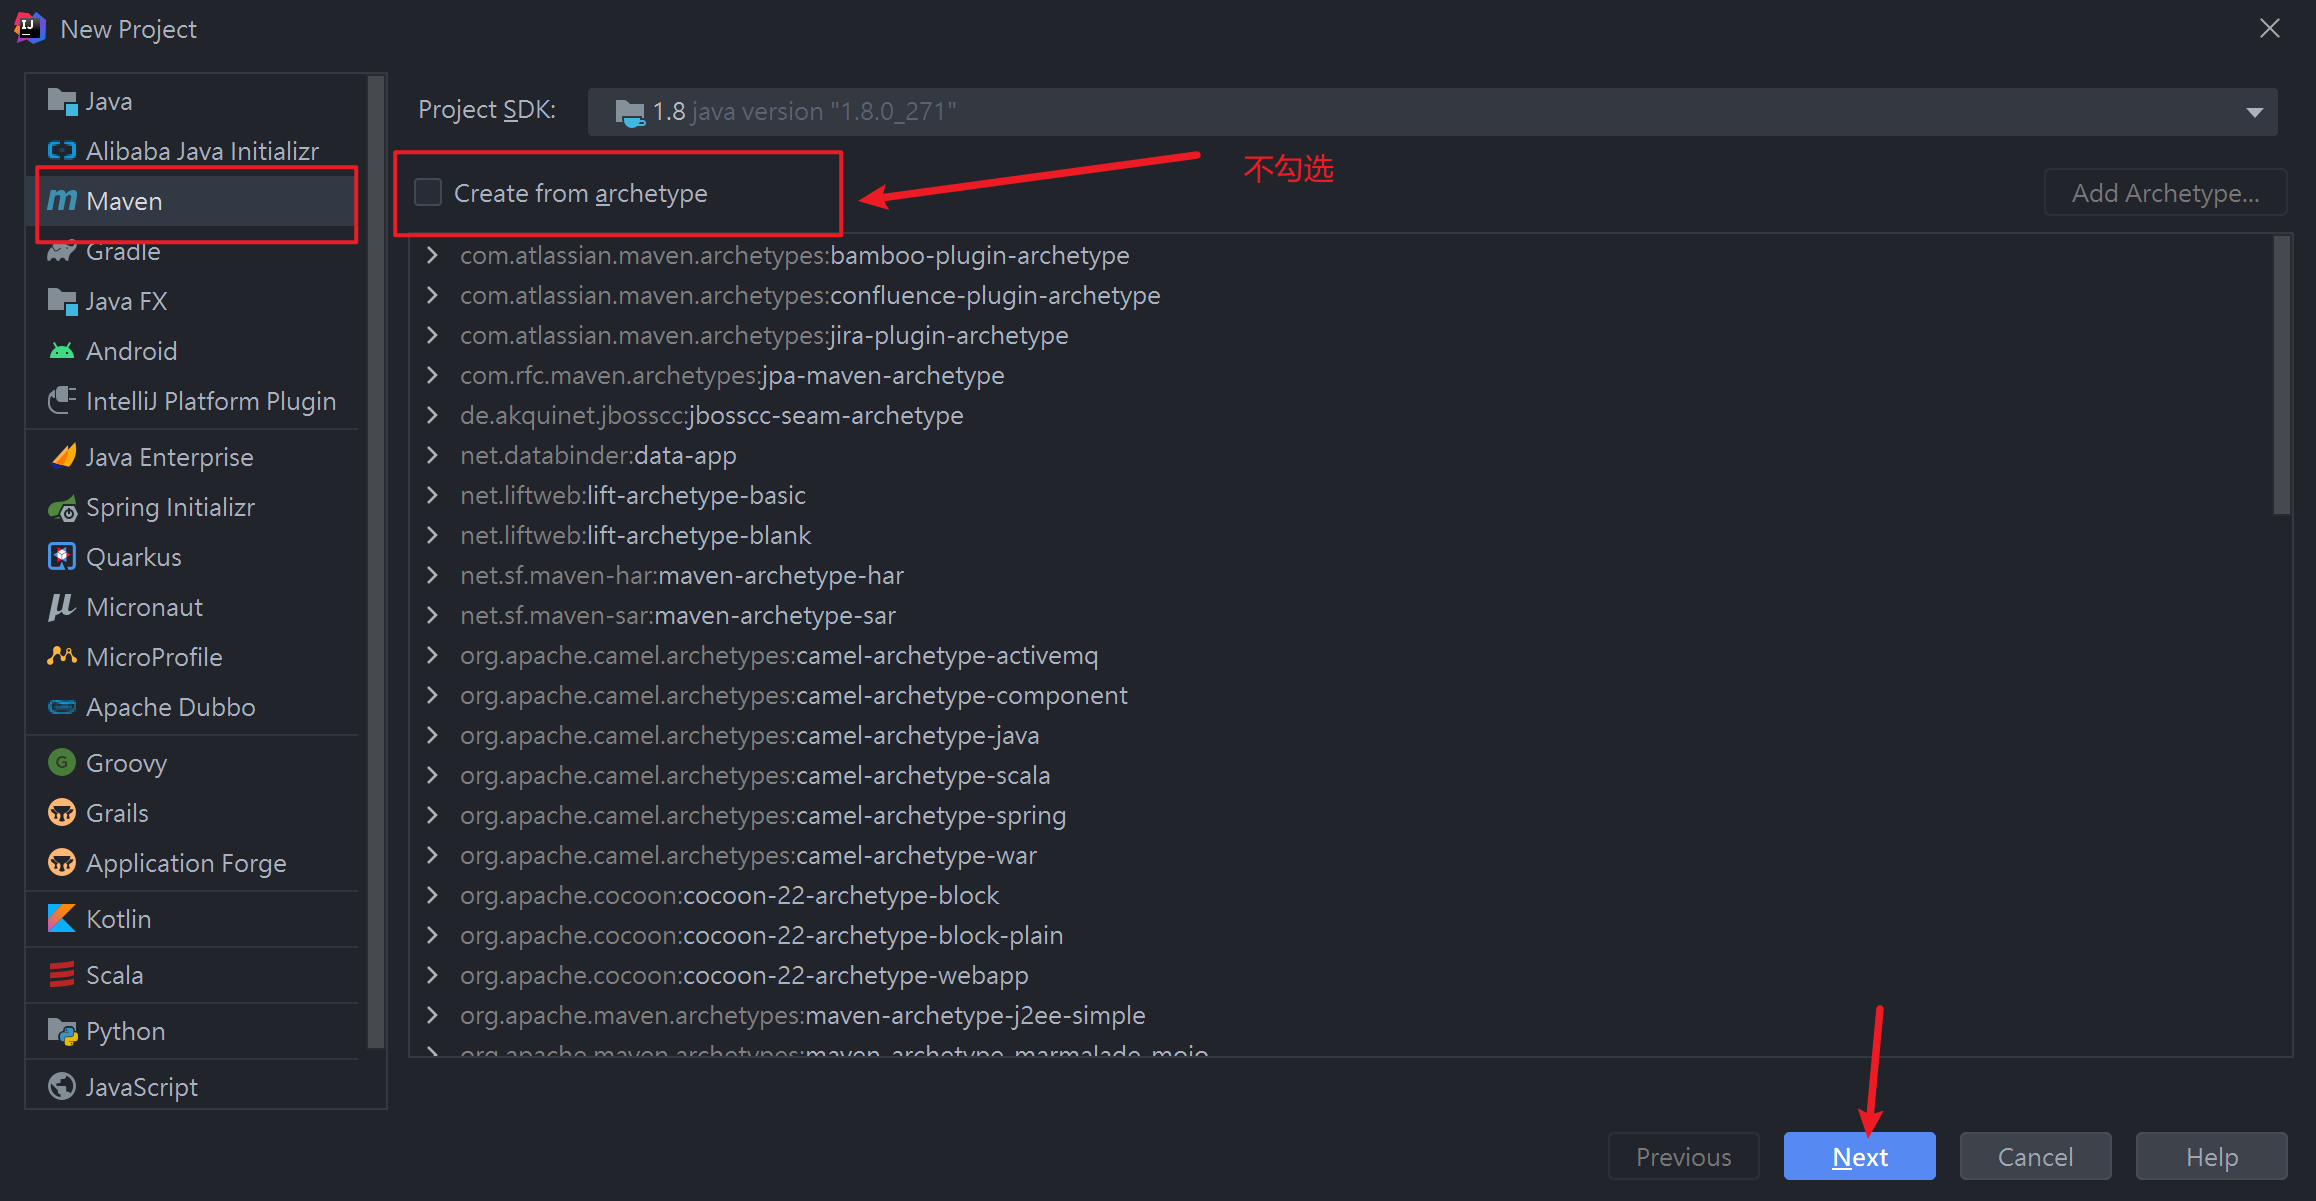 New Project
Java
Alibaba Java Initializr
Maven
Gradle
Java FX
Android
IntelliJ Platform Plugin
Java Enterprise
Spring Initializr
Quarkus
Micronaut
MicroProfile
Apache Dubbo
Groovy
Grails
Application Forge
Kotlin
Scala
Python
JavaScript
Project SDK: 1.8 java version "1.8.0_271"
不勾选
Create from archetype
Add Archetype...
com.atlassian.maven.archetypes:bamboo-plugin-archetype
com.atlassian.maven.archetypes:confluence-plugin-archetype
com.atlassian.maven.archetypes:jira-plugin-archetype
com.rfc.maven.archetypes:jpa-maven-archetype
de.akquinet.jbosscc:jbosscc-seam-archetype
net.databinder:data-app
net.liftweb:lift-archetype-basic
net.liftweb:lift-archetype-blank
net.sf.maven-har:maven-archetype-har
net.sf.maven-sar:maven-archetype-sar
org.apache.camel.archetypes:camel-archetype-activemq
org.apache.camel.archetypes:camel-archetype-component
org.apache.camel.archetypes:camel-archetype-java
org.apache.camel.archetypes:camel-archetype-scala
org.apache.camel.archetypes:camel-archetype-spring
org.apache.camel.archetypes:camel-archetype-war
org.apache.cocoon:cocoon-22-archetype-block
org.apache.cocoon:cocoon-22-archetype-block-plain
org.apache.cocoon:cocoon-22-archetype-webapp
org.apache.maven.archetypes:maven-archetype-j2ee-simple
org.apache.maven.archetypes:maven-archetype-marmalade-mojo
Previous
Next
Cancel
Help